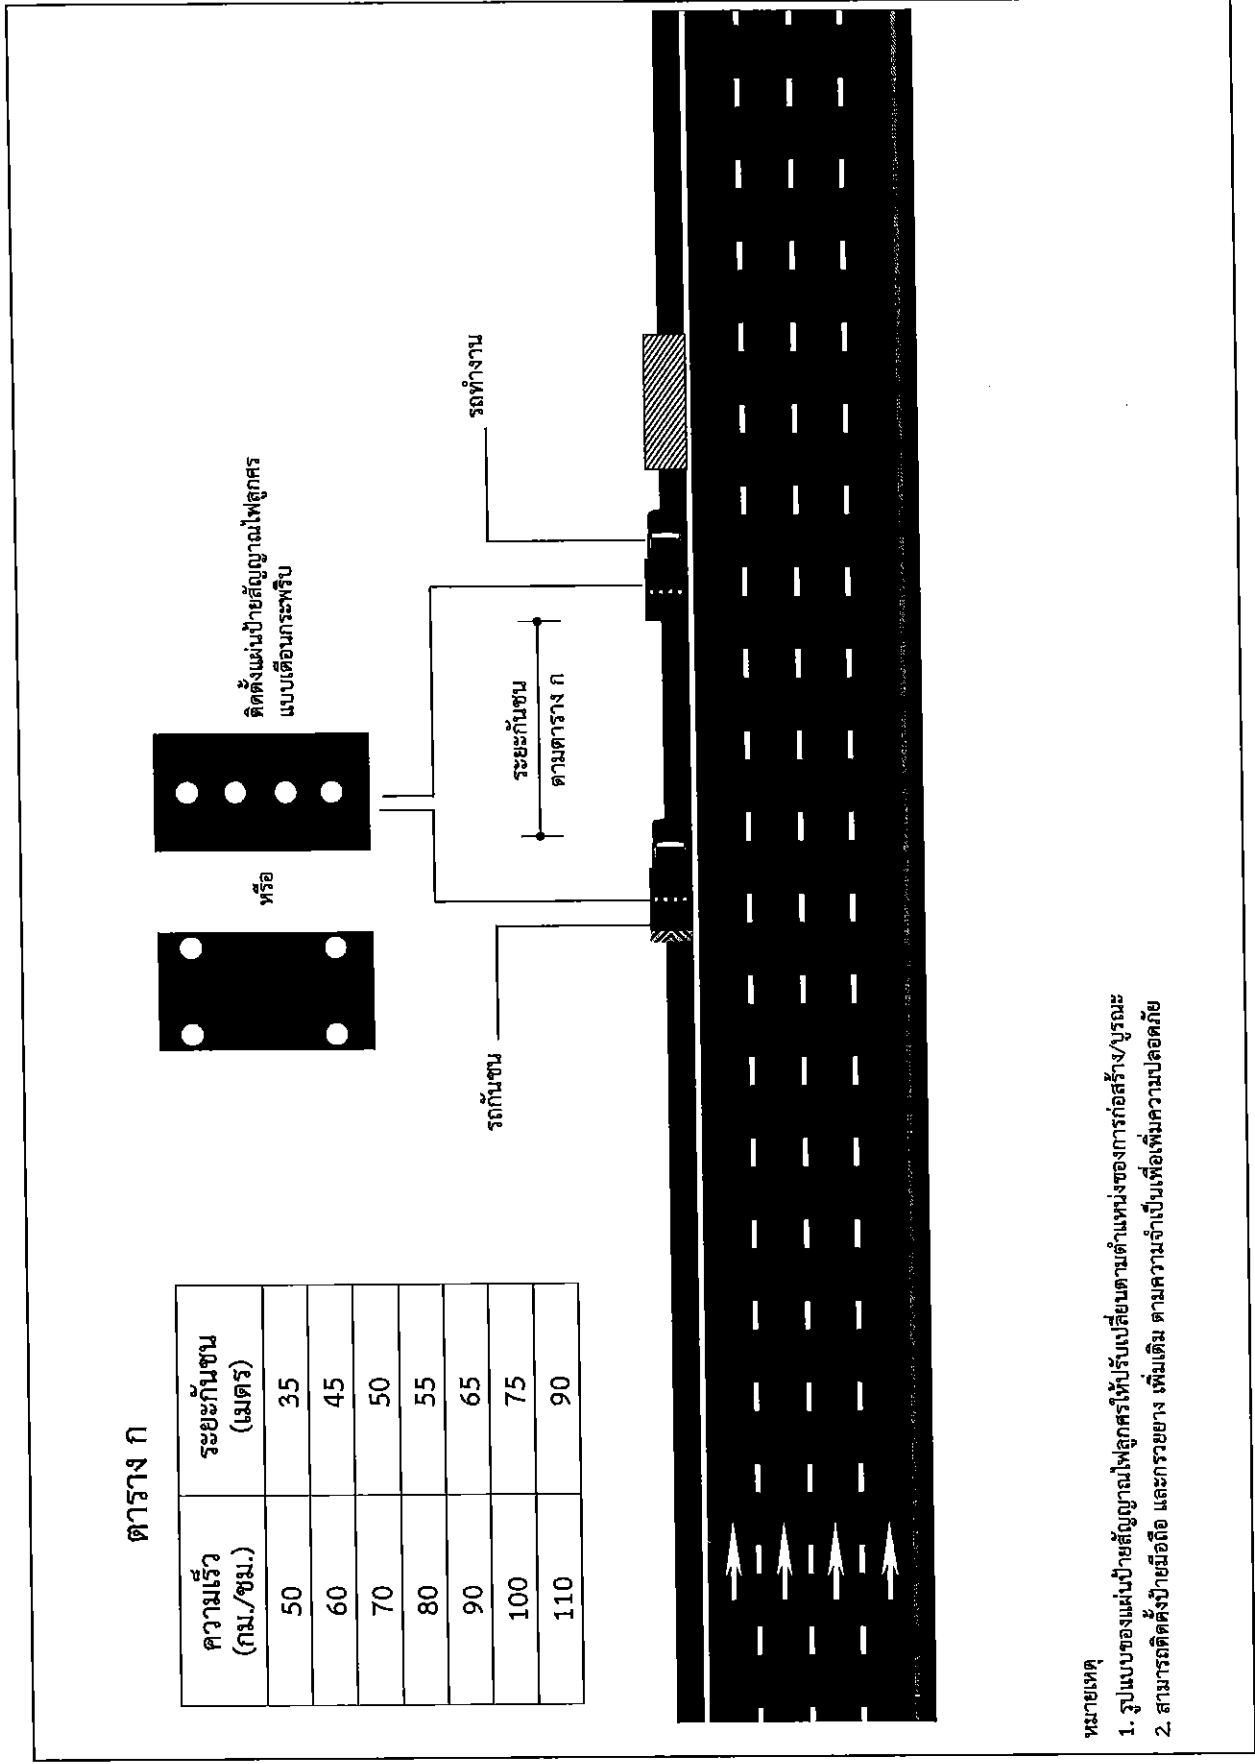 ตาราง ก
ความเร็ว (กม./ชม.) ระยะกันชน (เมตร)
50 35
60 45
70 50
80 55
90 65
100 75
110 90
หรือ
ติดตั้งแผ่นป้ายสัญญาณไฟลูกศร
แบบเตือนกระพริบ
รถกันชน
ระยะกันชน
ตามตาราง ก
รถทำงาน
หมายเหตุ
1. รูปแบบของแผ่นป้ายสัญญาณไฟลูกศรให้ปรับเปลี่ยนตามตำแหน่งของการก่อสร้าง/บูรณะ
2. สามารถติดตั้งป้ายมือถือ และกรวยยาง เพิ่มเติม ตามความจำเป็นเพื่อเพิ่มความปลอดภัย